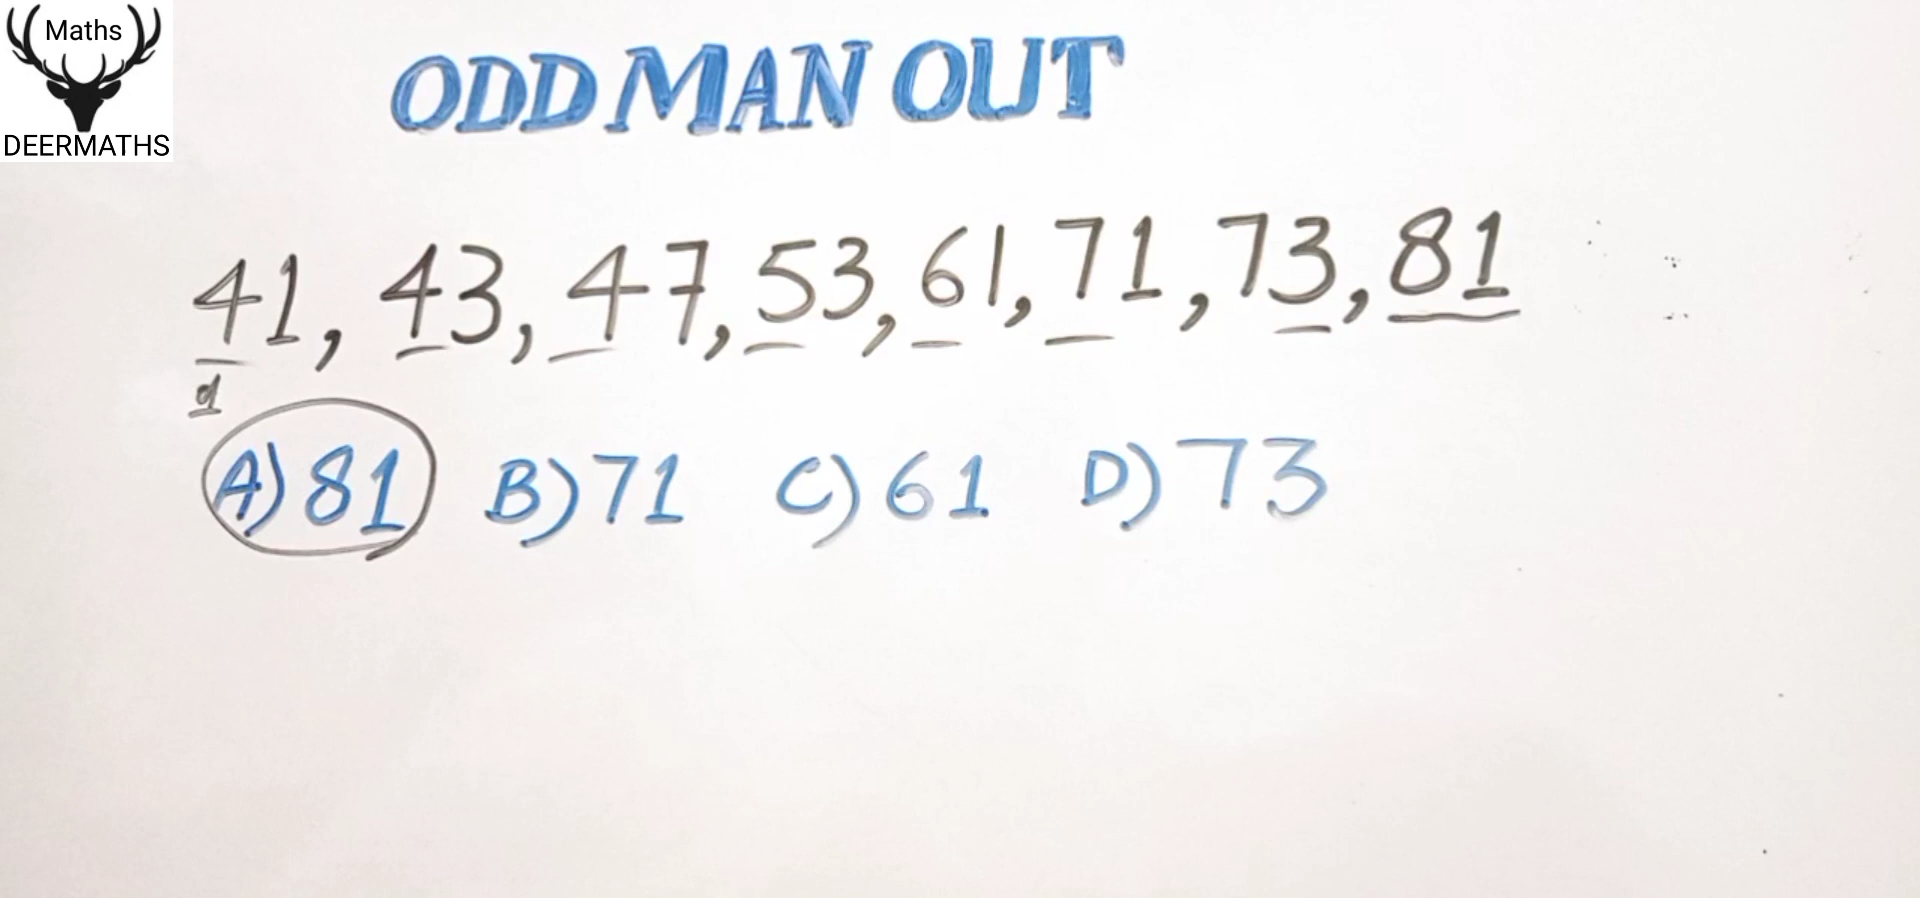 Maths
DEERMATHS
ODD MAN OUT
41, 43, 47, 53, 61, 71, 73, 81
A) 81 B) 71 C) 61 D) 73